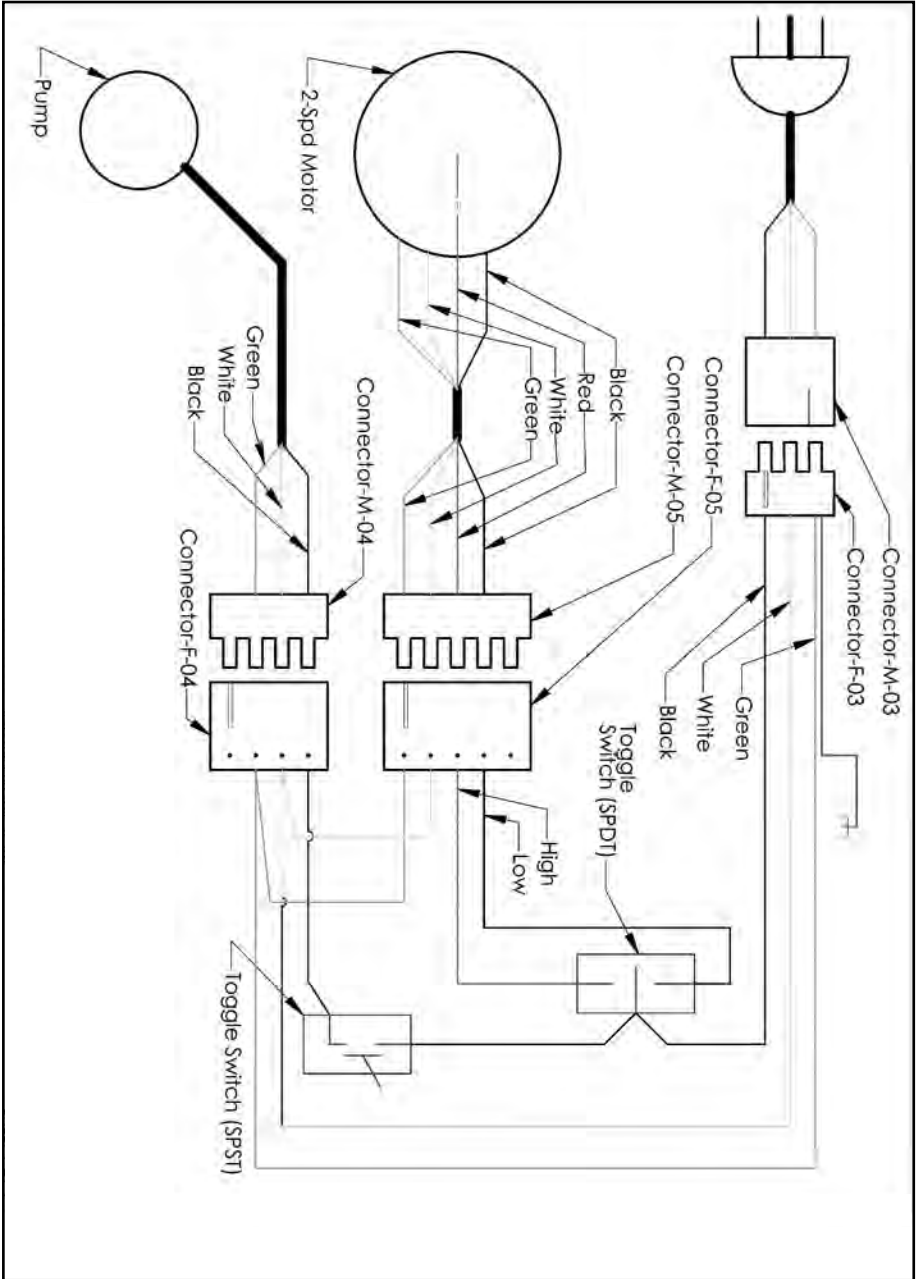 Connector-M-03
Connector-F-03
Green
White
Black
Toggle
Switch (SPDT)
Connector-F-05
Connector-M-05
Black
Red
White
Green
High
Low
2-Spd Motor
Toggle Switch (SPST)
Connector-M-04
Connector-F-04
Green
White
Black
Pump